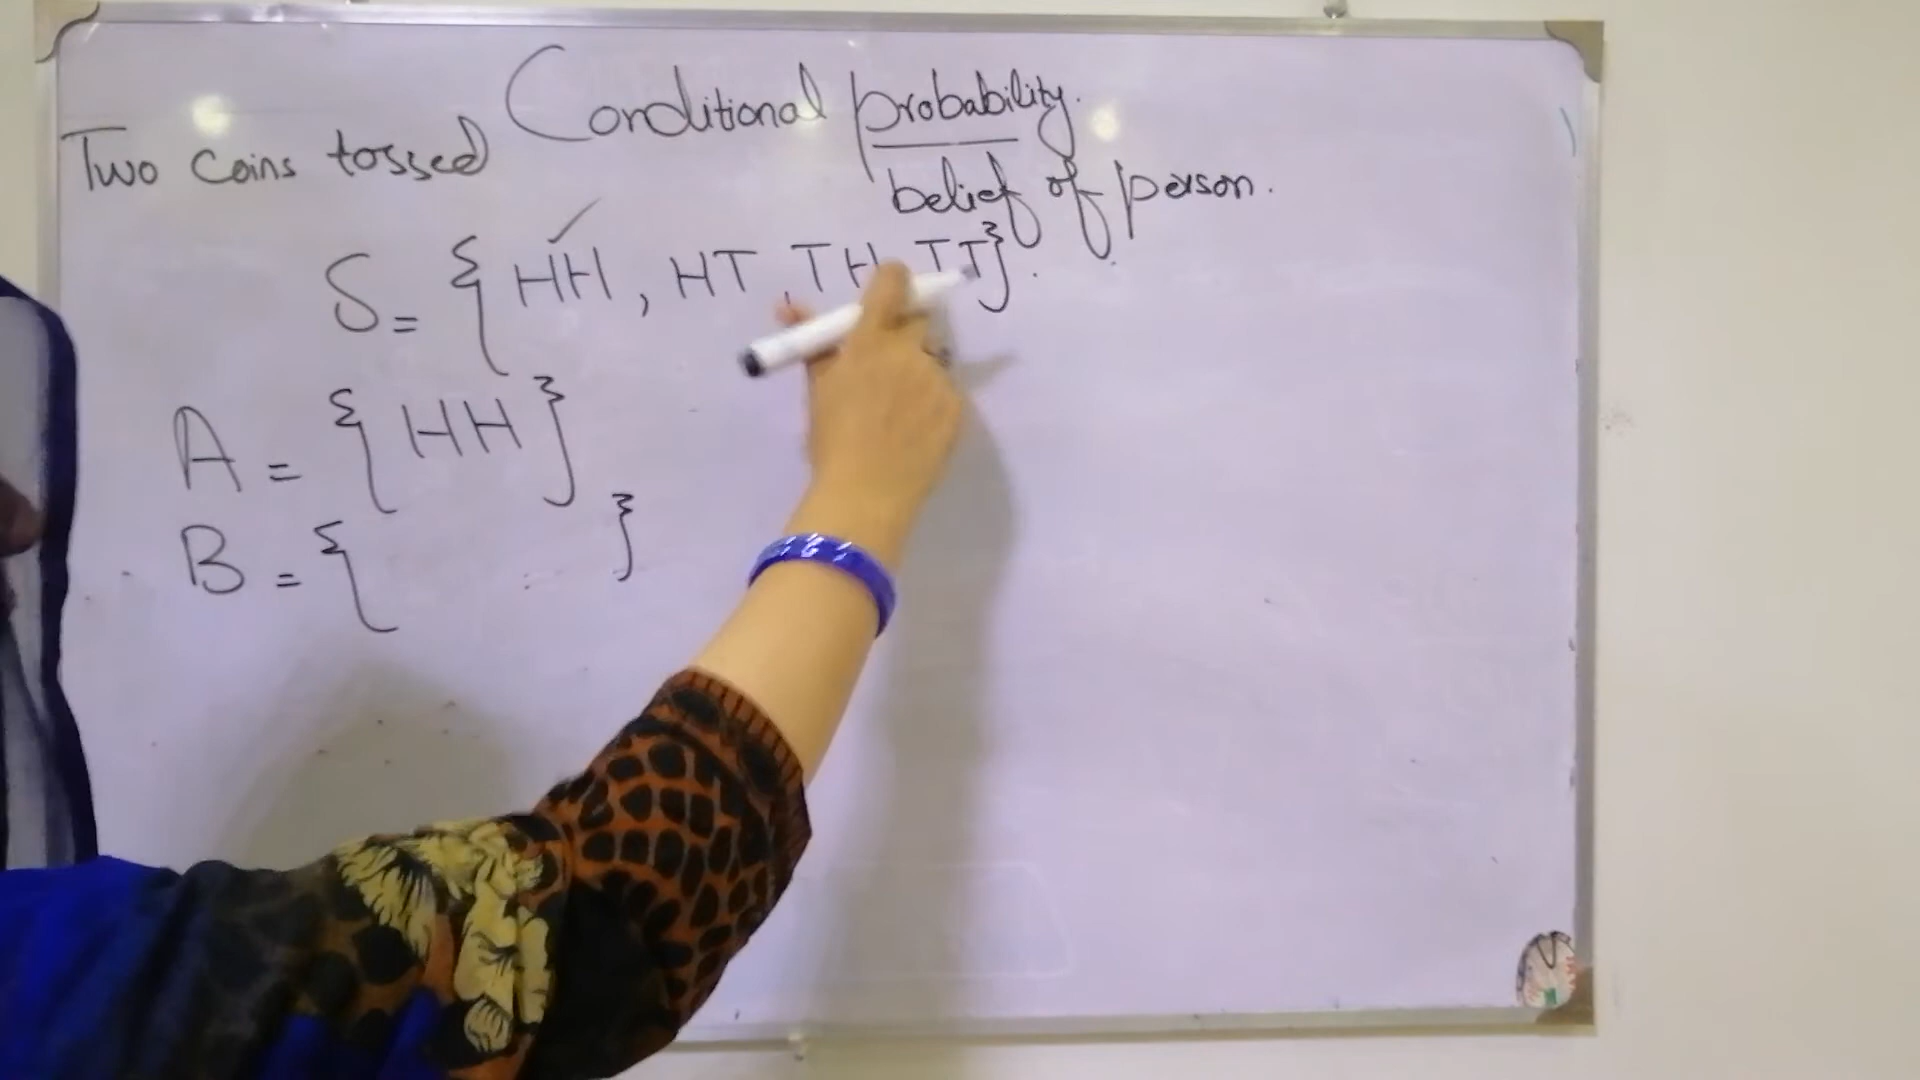 Conditional probability.
Two coins tossed
belief of person.
S = { HH, HT, TH, TT}.
A = { HH }
B = { }